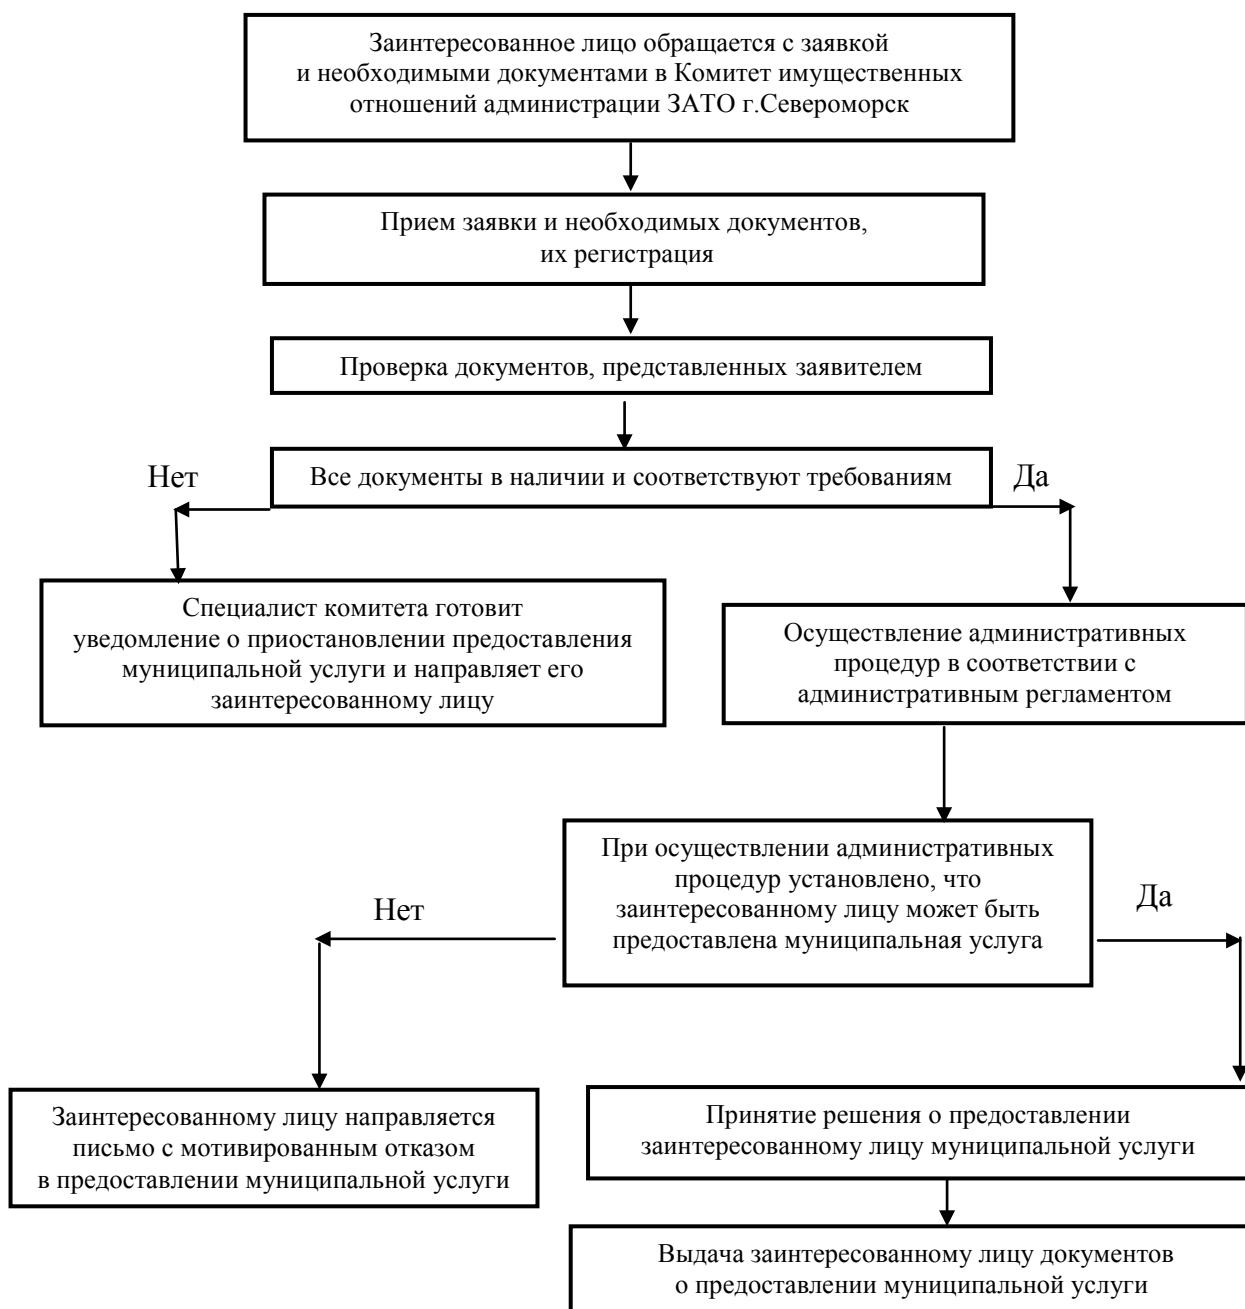 Заинтересованное лицо обращается с заявкой
и необходимыми документами в Комитет имущественных
отношений администрации ЗАТО г.Североморск
Прием заявки и необходимых документов,
их регистрация
Проверка документов, представленных заявителем
Нет
Все документы в наличии и соответствуют требованиям
Да
Специалист комитета готовит
уведомление о приостановлении предоставления
муниципальной услуги и направляет его
заинтересованному лицу
Осуществление административных
процедур в соответствии с
административным регламентом
При осуществлении административных
процедур установлено, что
заинтересованному лицу может быть
предоставлена муниципальная услуга
Нет
Да
Заинтересованному лицу направляется
письмо с мотивированным отказом
в предоставлении муниципальной услуги
Принятие решения о предоставлении
заинтересованному лицу муниципальной услуги
Выдача заинтересованному лицу документов
о предоставлении муниципальной услуги